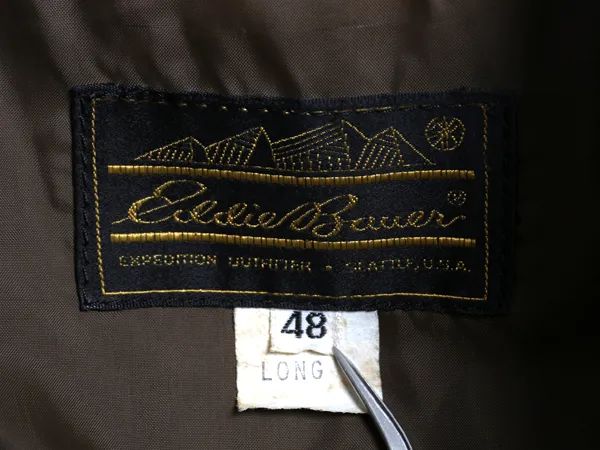 Eddie Bauer®
EXPEDITION OUTFITTER ★ SEATTLE, U.S.A.
48
LONG